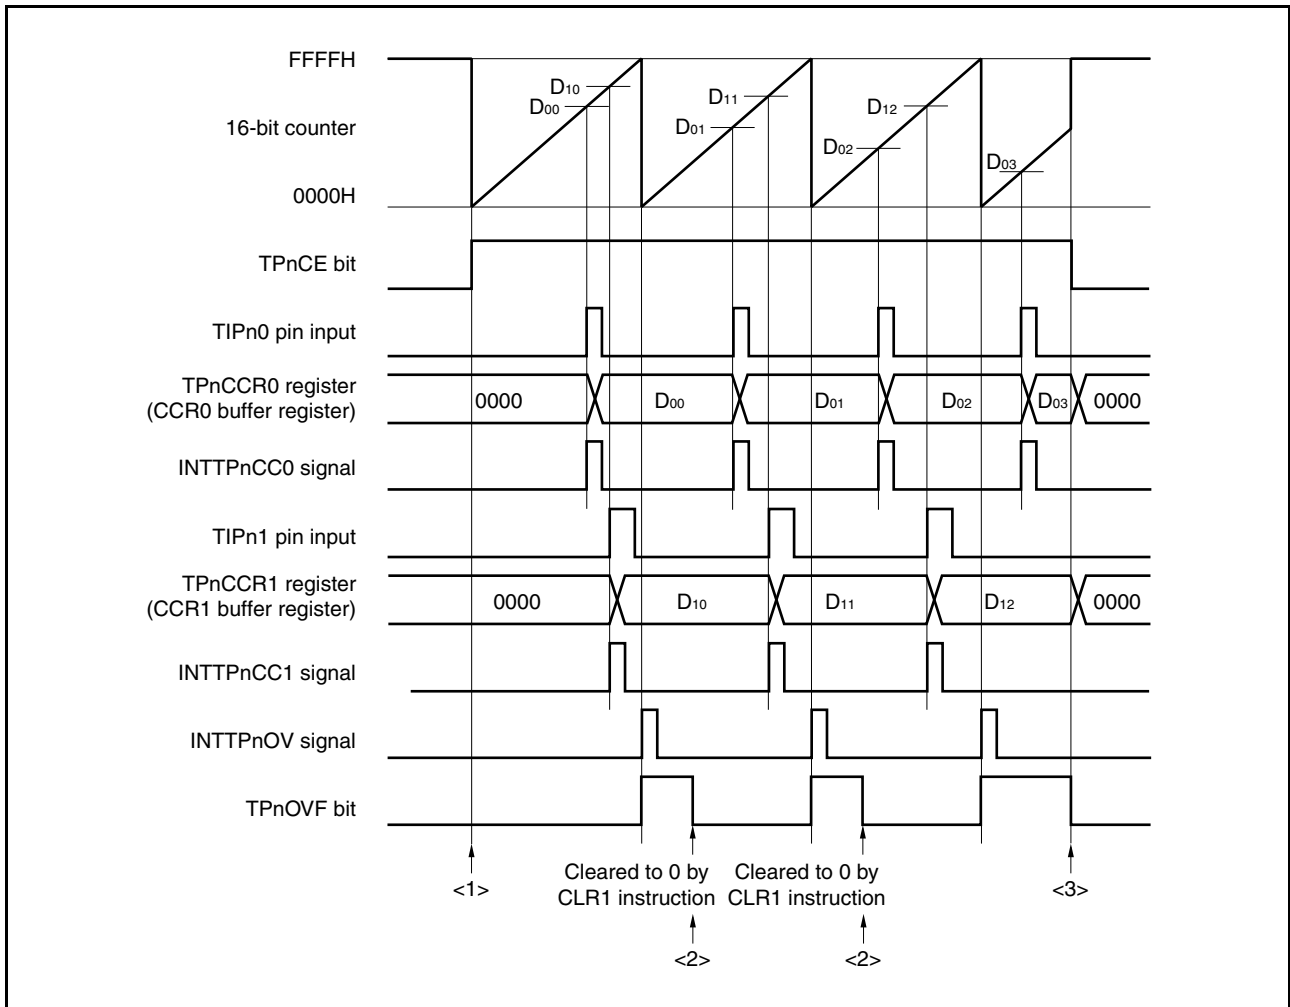 FFFFH
D10
D00
D11
D01
D12
D02
D03
16-bit counter
0000H
TPnCE bit
TIPn0 pin input
TPnCCR0 register
(CCR0 buffer register)
0000
D00
D01
D02
D03
0000
INTTPnCC0 signal
TIPn1 pin input
TPnCCR1 register
(CCR1 buffer register)
0000
D10
D11
D12
0000
INTTPnCC1 signal
INTTPnOV signal
TPnOVF bit
<1>
Cleared to 0 by
CLR1 instruction
<2>
Cleared to 0 by
CLR1 instruction
<2>
<3>